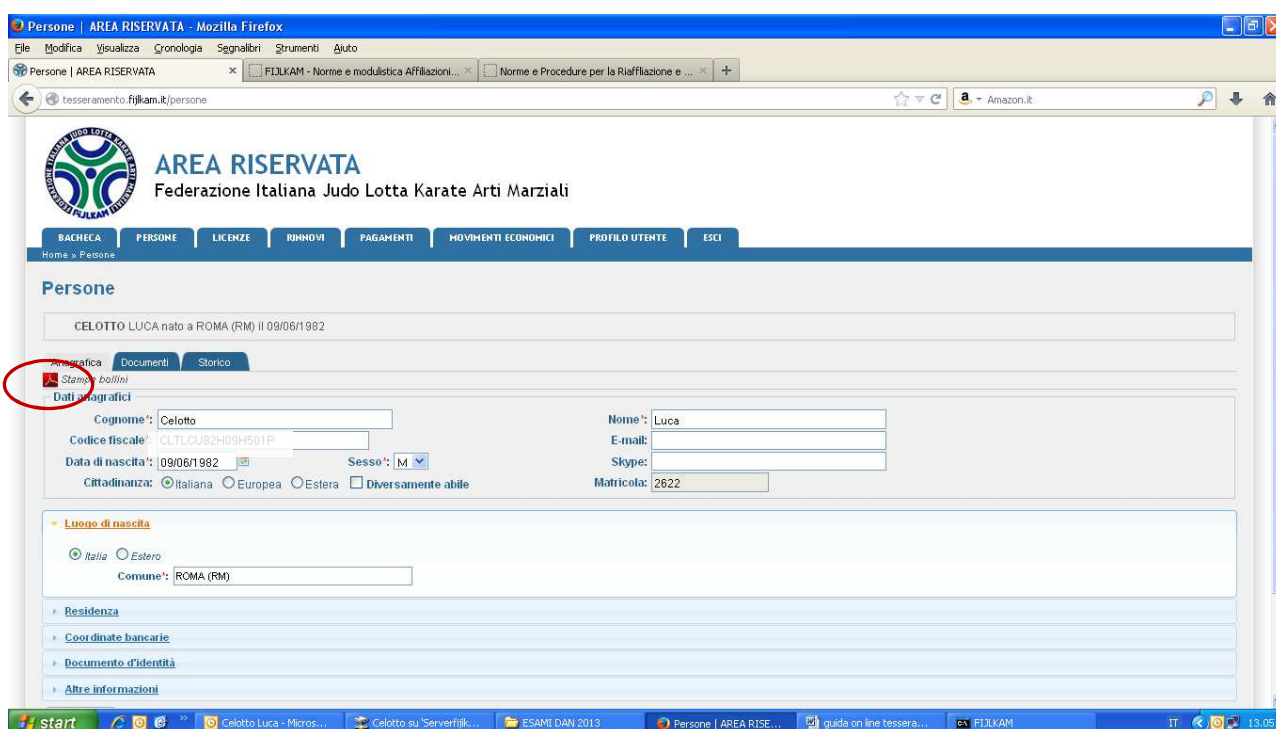 Persone | AREA RISERVATA - Mozilla Firefox
File Modifica Visualizza Cronologia Segnalibri Strumenti Aiuto
Persone | AREA RISERVATA × FIJLKAM - Norme e modulistica Affiliazioni... × Norme e Procedure per la Riaffliazione e ... × +
tesseramento.fijlkam.it/persone a - Amazon.it
AREA RISERVATA
Federazione Italiana Judo Lotta Karate Arti Marziali
FIJLKAM
BACHECA PERSONE LICENZE RINNOVI PAGAMENTI MOVIMENTI ECONOMICI PROFILO UTENTE ESCI
Home » Persone
Persone
CELOTTO LUCA nato a ROMA (RM) il 09/06/1982
Anagrafica Documenti Storico
Stampa bollini
Dati anagrafici
Cognome*: Celotto Nome*: Luca
Codice fiscale*: CLTLCU82H09H501P E-mail:
Data di nascita*: 09/06/1982 Sesso*: M Skype:
Cittadinanza: Italiana Europea Estera Diversamente abile Matricola: 2622
Luogo di nascita
Italia Estero
Comune*: ROMA (RM)
Residenza
Coordinate bancarie
Documento d'identità
Altre informazioni
start » Celotto Luca - Micros... Celotto su 'Serverfijlk... ESAMI DAN 2013 Persone | AREA RISE... guida on line tessera... FIJLKAM IT 13.05